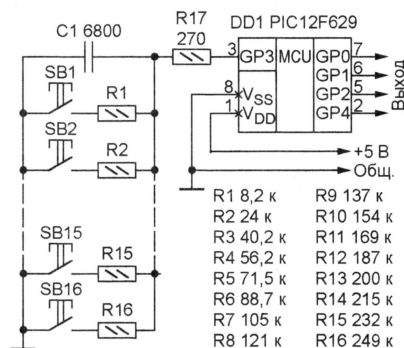 C1 6800
R17
270
DD1 PIC12F629
3
GP3
MCU
GP0
7
GP1
6
GP2
5
GP4
2
8
VSS
1
VDD
Выход
SB1
R1
SB2
R2
+5 В
Общ.
SB15
R15
SB16
R16
R1 8,2 к
R2 24 к
R3 40,2 к
R4 56,2 к
R5 71,5 к
R6 88,7 к
R7 105 к
R8 121 к
R9 137 к
R10 154 к
R11 169 к
R12 187 к
R13 200 к
R14 215 к
R15 232 к
R16 249 к